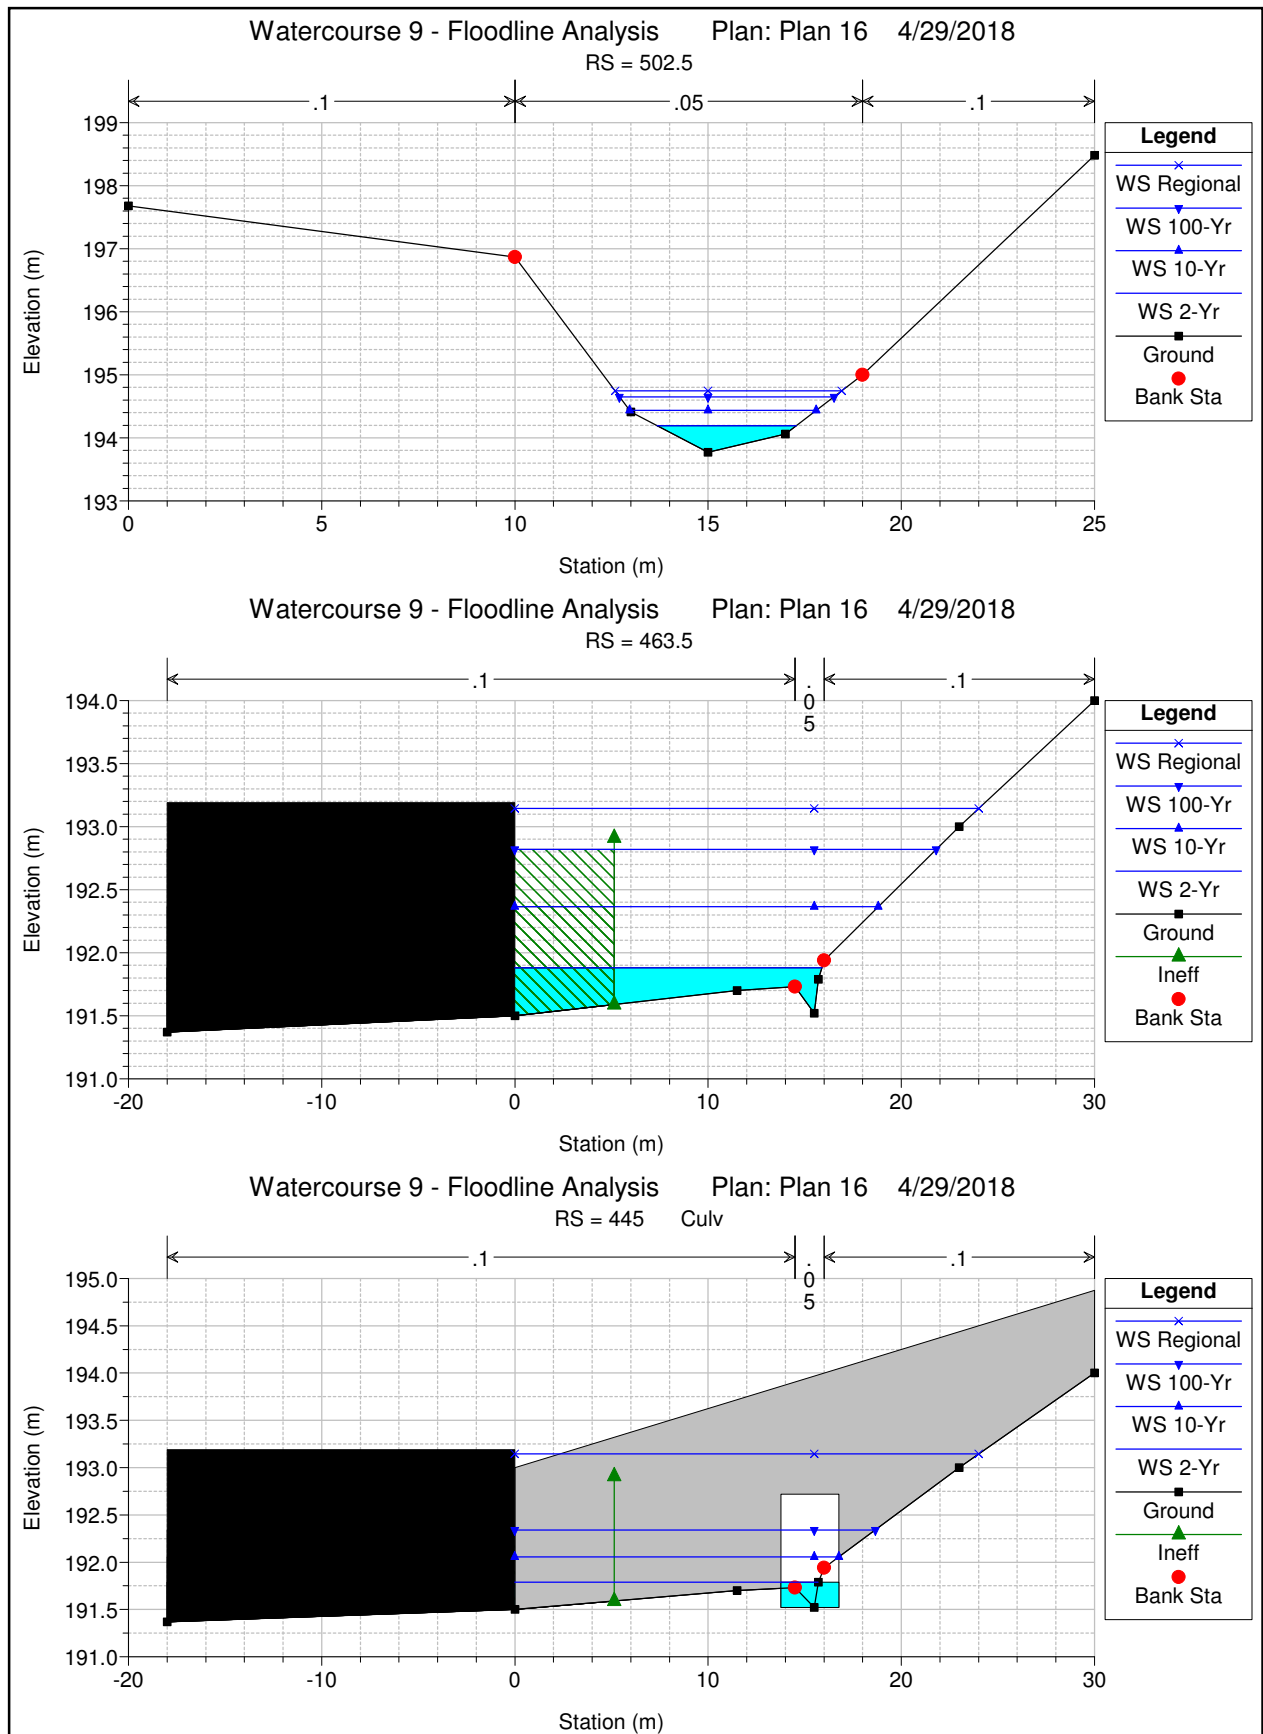 Watercourse 9 - Floodline Analysis Plan: Plan 16 4/29/2018
RS = 502.5
.1 .05 .1
Elevation (m)
199
198
197
196
195
194
193
0 5 10 15 20 25
Station (m)
Legend
WS Regional
WS 100-Yr
WS 10-Yr
WS 2-Yr
Ground
Bank Sta
Watercourse 9 - Floodline Analysis Plan: Plan 16 4/29/2018
RS = 463.5
.1 .05 .1
Elevation (m)
194.0
193.5
193.0
192.5
192.0
191.5
191.0
-20 -10 0 10 20 30
Station (m)
Legend
WS Regional
WS 100-Yr
WS 10-Yr
WS 2-Yr
Ground
Ineff
Bank Sta
Watercourse 9 - Floodline Analysis Plan: Plan 16 4/29/2018
RS = 445 Culv
.1 .05 .1
Elevation (m)
195.0
194.5
194.0
193.5
193.0
192.5
192.0
191.5
191.0
-20 -10 0 10 20 30
Station (m)
Legend
WS Regional
WS 100-Yr
WS 10-Yr
WS 2-Yr
Ground
Ineff
Bank Sta